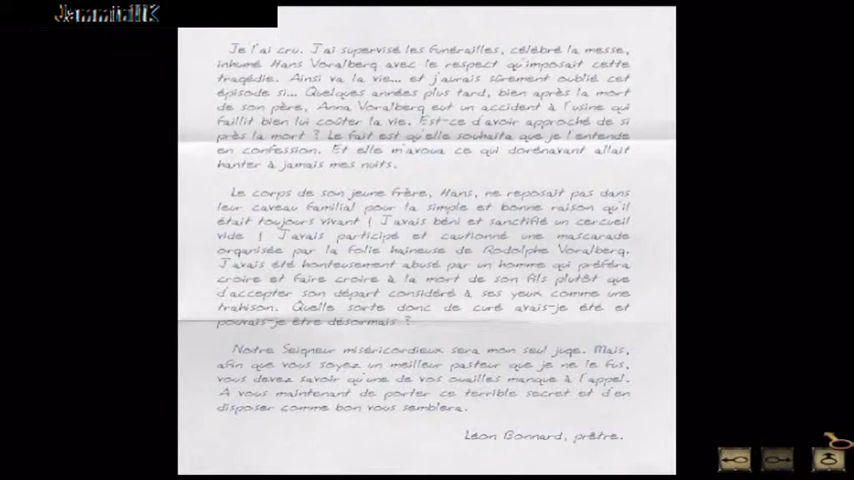 JamminIIK
Je l'ai cru. J'ai supervisé les funérailles, célébré la messe,
inhumé Hans Voralberg avec le respect qu'imposait cette
tragédie. Ainsi va la vie... et j'aurais sûrement oublié cet
épisode si... Quelques années plus tard, bien après la mort
de son père, Anna Voralberg eut un accident à l'usine qui
faillit bien lui coûter la vie. Est-ce d'avoir approché de si
près la mort ? Le fait est qu'elle souhaita que je l'entende
en confession. Et elle m'avoua ce qui dorénavant allait
hanter à jamais mes nuits.
Le corps de son jeune frère, Hans, ne reposait pas dans
leur caveau familial pour la simple et bonne raison qu'il
était toujours vivant ! J'avais béni et sanctifié un cercueil
vide ! J'avais participé et cautionné une mascarade
organisée par la folie haineuse de Rodolphe Voralberg.
J'avais été honteusement abusé par un homme qui préféra
croire et faire croire à la mort de son fils plutôt que
d'accepter son départ considéré à ses yeux comme une
trahison. Quelle sorte donc de curé avais-je été et
pouvais-je être désormais ?
Notre Seigneur miséricordieux sera mon seul juge. Mais,
afin que vous soyez un meilleur pasteur que je ne le fus,
vous devez savoir qu'une de vos ouailles manque à l'appel.
A vous maintenant de porter ce terrible secret et d'en
disposer comme bon vous semblera.
Léon Bonnard, prêtre.